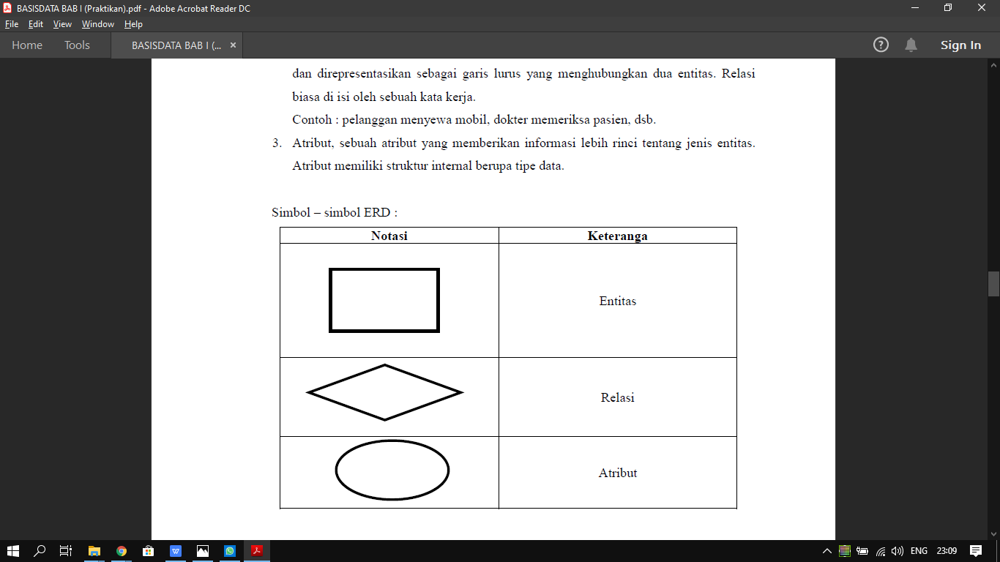 BASISDATA BAB I (Praktikan).pdf - Adobe Acrobat Reader DC
File Edit View Window Help
Home Tools BASISDATA BAB I (... × ? Sign In
dan direpresentasikan sebagai garis lurus yang menghubungkan dua entitas. Relasi
biasa di isi oleh sebuah kata kerja.
Contoh : pelanggan menyewa mobil, dokter memeriksa pasien, dsb.
3. Atribut, sebuah atribut yang memberikan informasi lebih rinci tentang jenis entitas.
Atribut memiliki struktur internal berupa tipe data.
Simbol – simbol ERD :
Notasi Keteranga
Entitas
Relasi
Atribut
ENG 23:09